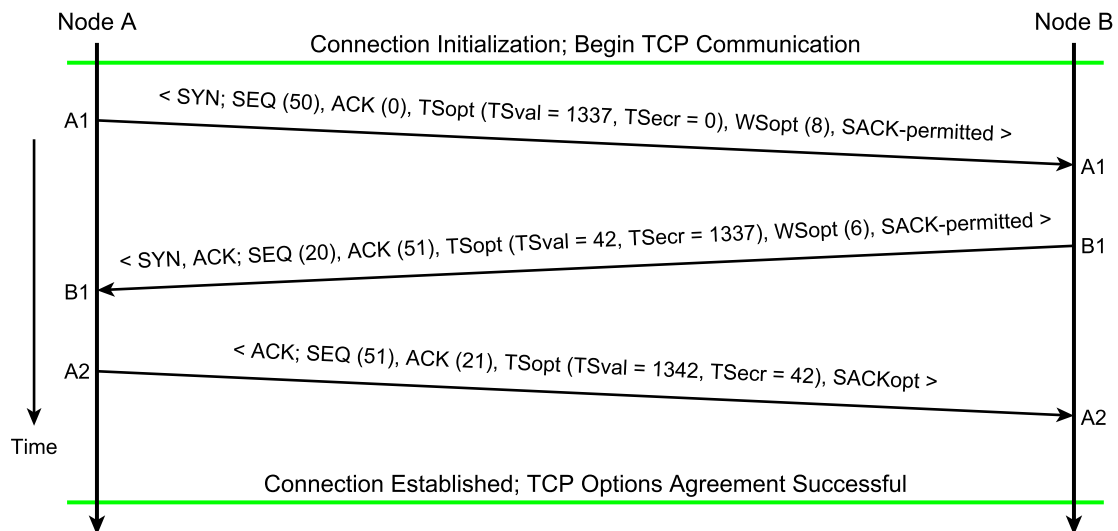 Node A
Node B
Connection Initialization; Begin TCP Communication
< SYN; SEQ (50), ACK (0), TSopt (TSval = 1337, TSecr = 0), WSopt (8), SACK-permitted >
A1
A1
< SYN, ACK; SEQ (20), ACK (51), TSopt (TSval = 42, TSecr = 1337), WSopt (6), SACK-permitted >
B1
B1
< ACK; SEQ (51), ACK (21), TSopt (TSval = 1342, TSecr = 42), SACKopt >
A2
A2
Time
Connection Established; TCP Options Agreement Successful